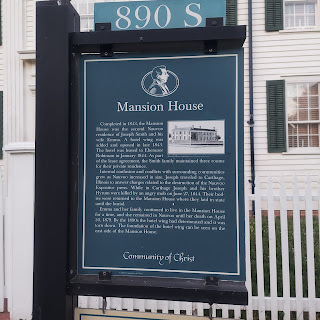 890 S
Mansion House
Completed in 1843, the Mansion
House was the second Nauvoo
residence of Joseph Smith and his
wife Emma. A hotel wing was
added and opened in late 1843.
The hotel was leased to Ebenezer
Robinson in January 1844. As part
of the lease agreement, the Smith family maintained three rooms
for their private residence.
Internal confusion and conflicts with surrounding communities
grew as Nauvoo increased in size. Joseph traveled to Carthage,
Illinois to answer charges related to the destruction of the Nauvoo
Expositor press. While in Carthage Joseph and his brother
Hyrum were killed by an angry mob on June 27, 1844. Their bod-
ies were returned to the Mansion House where they laid in state
until the burial.
Emma and her family continued to live in the Mansion House
for a time, and she remained in Nauvoo until her death on April
30, 1879. By the 1890s the hotel wing had deteriorated and it was
torn down. The foundation of the hotel wing can be seen on the
east side of the Mansion House.
Community of Christ